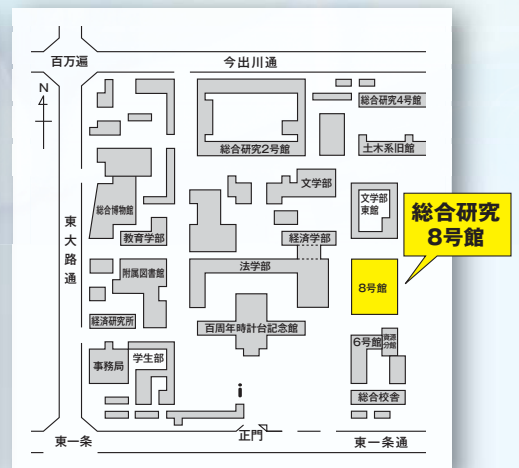 百万遍
今出川通
N
総合研究4号館
総合研究2号館
土木系旧館
文学部
文学部
東館
総合博物館
総合研究
8号館
東大路通
教育学部
経済学部
附属図書館
法学部
8号館
経済研究所
百周年時計台記念館
6号館
資源
分館
事務局
学生部
総合校舎
i
正門
東一条
東一条通